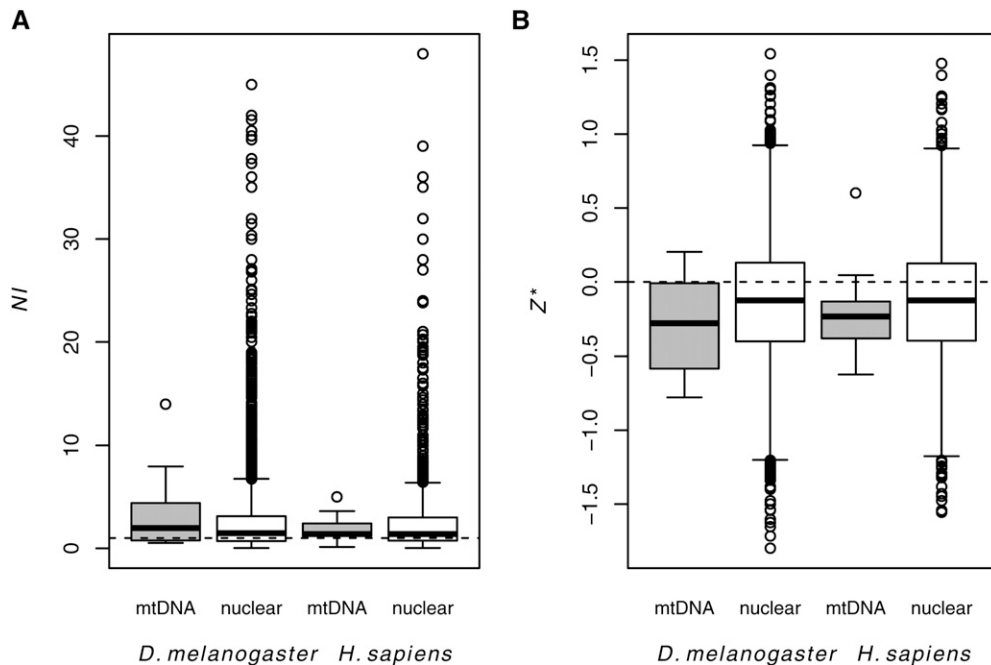 A
NI
40
30
20
10
0
mtDNA nuclear mtDNA nuclear
D. melanogaster H. sapiens
B
Z*
1.5
1.0
0.5
0.0
−0.5
−1.0
−1.5
mtDNA nuclear mtDNA nuclear
D. melanogaster H. sapiens